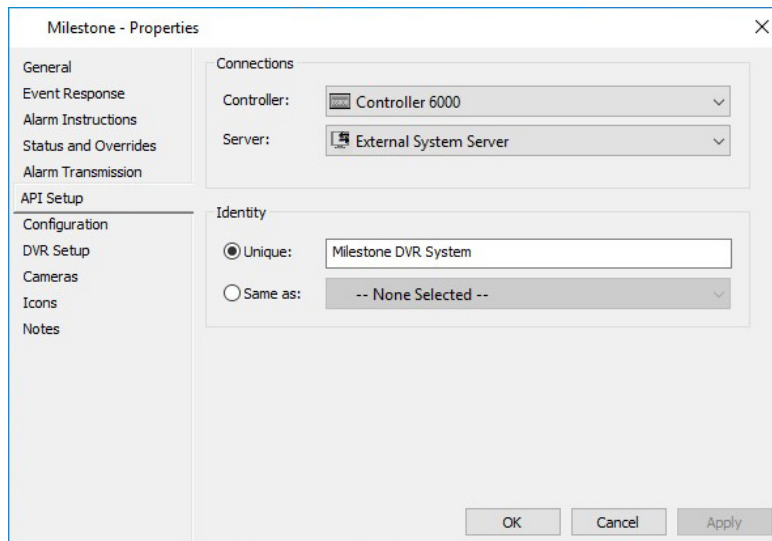 Milestone - Properties
General
Event Response
Alarm Instructions
Status and Overrides
Alarm Transmission
API Setup
Configuration
DVR Setup
Cameras
Icons
Notes
Connections
Controller: Controller 6000
Server: External System Server
Identity
Unique: Milestone DVR System
Same as: -- None Selected --
OK Cancel Apply